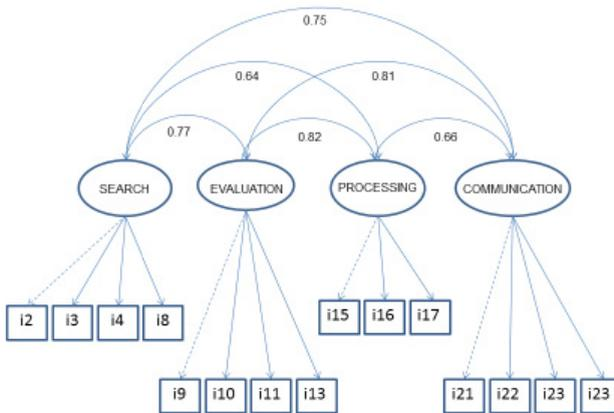 0.75
0.64 0.81
0.77 0.82 0.66
SEARCH EVALUATION PROCESSING COMMUNICATION
i2 i3 i4 i8 i15 i16 i17
i9 i10 i11 i13 i21 i22 i23 i23